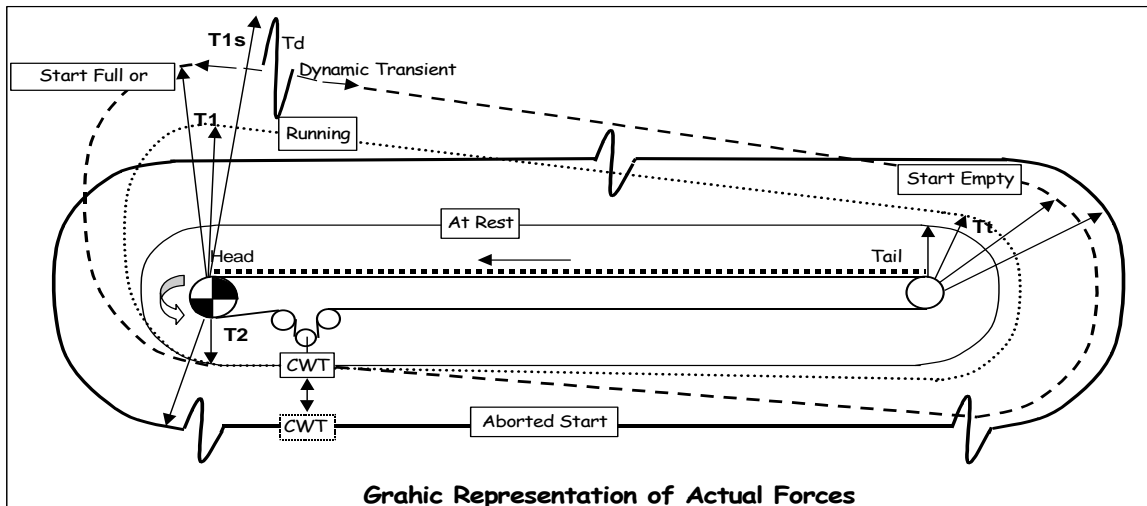 T1s
Td
Start Full or
Dynamic Transient
T1
Running
Start Empty
At Rest
Tt
Head
Tail
T2
CWT
CWT
Aborted Start
Grahic Representation of Actual Forces